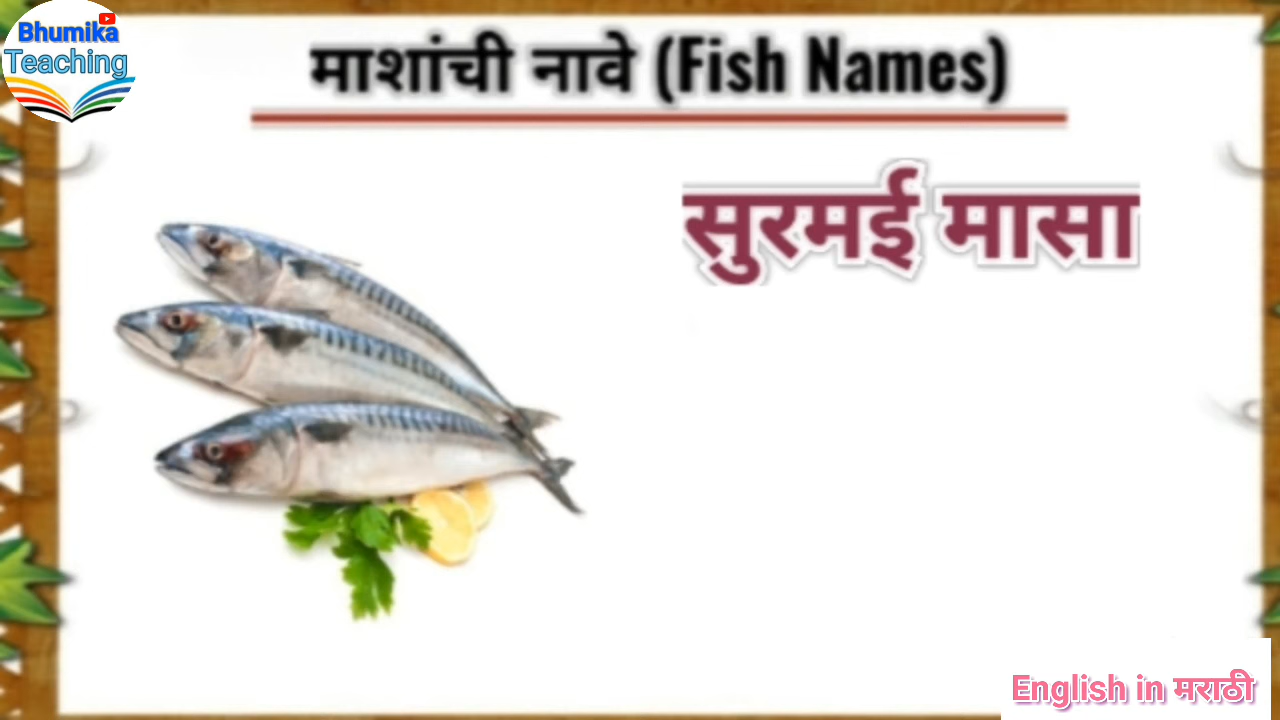 Bhumika
Teaching
माशांची नावे (Fish Names)
सुरमई मासा
English in मराठी